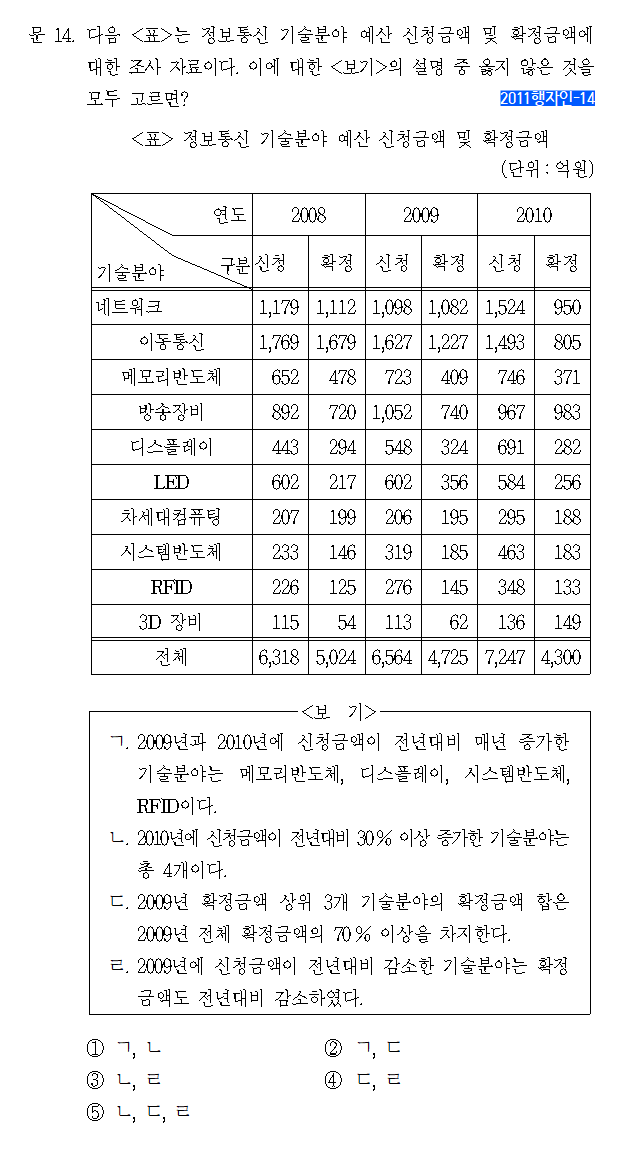 문 14. 다음 <표>는 정보통신 기술분야 예산 신청금액 및 확정금액에
대한 조사 자료이다. 이에 대한 <보기>의 설명 중 옳지 않은 것을
모두 고르면? 2011행자인-14
<표> 정보통신 기술분야 예산 신청금액 및 확정금액
(단위 : 억원)
연도 2008 2009 2010
기술분야 구분 신청 확정 신청 확정 신청 확정
네트워크 1,179 1,112 1,098 1,082 1,524 950
이동통신 1,769 1,679 1,627 1,227 1,493 805
메모리반도체 652 478 723 409 746 371
방송장비 892 720 1,052 740 967 983
디스플레이 443 294 548 324 691 282
LED 602 217 602 356 584 256
차세대컴퓨팅 207 199 206 195 295 188
시스템반도체 233 146 319 185 463 183
RFID 226 125 276 145 348 133
3D 장비 115 54 113 62 136 149
전체 6,318 5,024 6,564 4,725 7,247 4,300
<보 기>
ㄱ. 2009년과 2010년에 신청금액이 전년대비 매년 증가한
기술분야는 메모리반도체, 디스플레이, 시스템반도체,
RFID이다.
ㄴ. 2010년에 신청금액이 전년대비 30% 이상 증가한 기술분야는
총 4개이다.
ㄷ. 2009년 확정금액 상위 3개 기술분야의 확정금액 합은
2009년 전체 확정금액의 70% 이상을 차지한다.
ㄹ. 2009년에 신청금액이 전년대비 감소한 기술분야는 확정
금액도 전년대비 감소하였다.
① ㄱ, ㄴ ② ㄱ, ㄷ
③ ㄴ, ㄹ ④ ㄷ, ㄹ
⑤ ㄴ, ㄷ, ㄹ